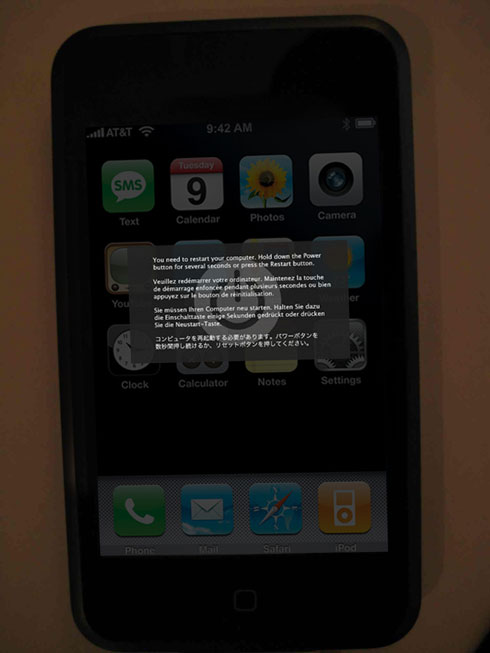 AT&T 9:42 AM
Tuesday
SMS 9
Text Calendar Photos Camera
You need to restart your computer. Hold down the Power
button for several seconds or press the Restart button.
Veuillez redémarrer votre ordinateur. Maintenez la touche
de démarrage enfoncée pendant plusieurs secondes ou bien
appuyez sur le bouton de réinitialisation.
Sie müssen Ihren Computer neu starten. Halten Sie dazu
die Einschalttaste einige Sekunden gedrückt oder drücken
Sie die Neustart-Taste.
コンピュータを再起動する必要があります。パワーボタンを
数秒間押し続けるか、リセットボタンを押してください。
Clock Calculator Notes Settings
Phone Mail Safari iPod